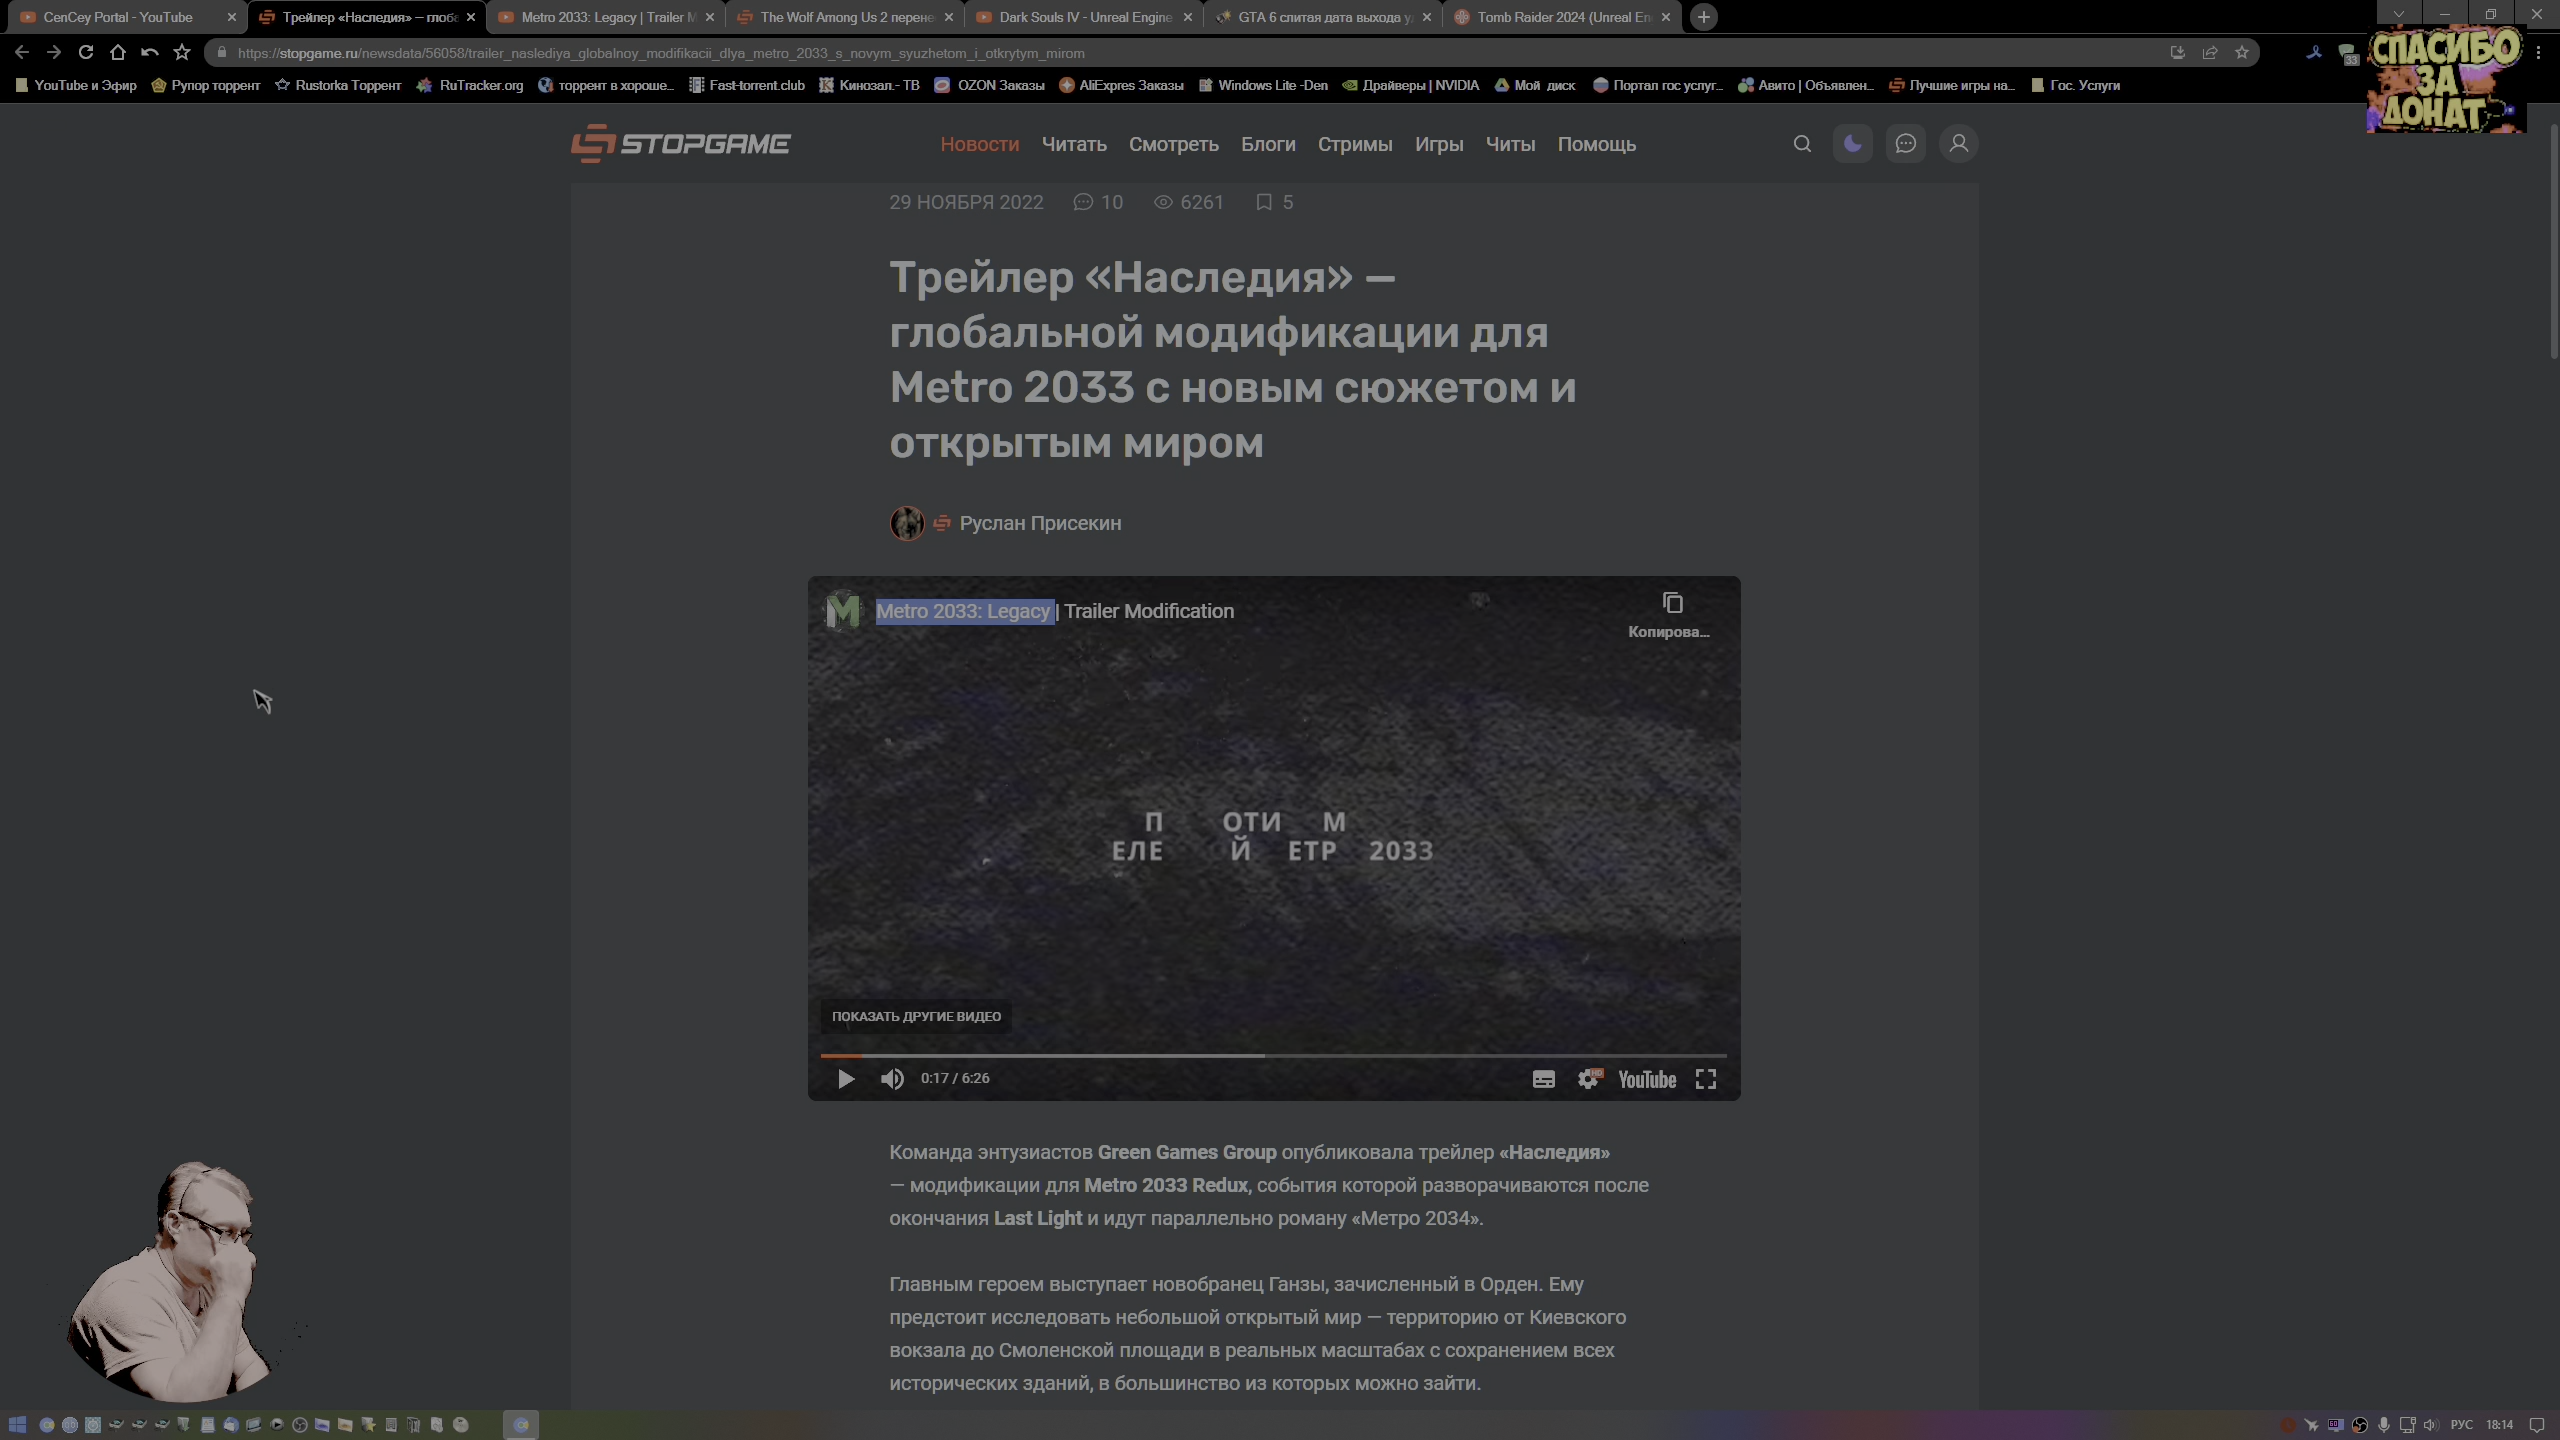 CenCey Portal - YouTube
Трейлер «Наследия» — глоба
Metro 2033: Legacy | Trailer M
The Wolf Among Us 2 перене
Dark Souls IV - Unreal Engine
GTA 6 слитая дата выхода у
Tomb Raider 2024 (Unreal En
https://stopgame.ru/newsdata/56058/trailer_naslediya_globalnoy_modifikacii_dlya_metro_2033_s_novym_syuzhetom_i_otkrytym_mirom
33
СПАСИБО
ЗА
ДОНАТ
YouTube и Эфир
Рупор торрент
Rustorka Торрент
RuTracker.org
торрент в хороше...
Fast-torrent.club
Кинозал.- ТВ
OZON Заказы
AliExpres Заказы
Windows Lite -Den
Драйверы | NVIDIA
Мой диск
Портал гос услуг...
Авито | Объявлен...
Лучшие игры на...
Гос. Услуги
STOPGAME
Новости Читать Смотреть Блоги Стримы Игры Читы Помощь
29 НОЯБРЯ 2022 10 6261 5
Трейлер «Наследия» —
глобальной модификации для
Metro 2033 с новым сюжетом и
открытым миром
Руслан Присекин
Metro 2033: Legacy | Trailer Modification
Копирова...
П ОТИ М
ЕЛЕ Й ЕТР 2033
ПОКАЗАТЬ ДРУГИЕ ВИДЕО
0:17 / 6:26
HD
YouTube
Команда энтузиастов Green Games Group опубликовала трейлер «Наследия»
— модификации для Metro 2033 Redux, события которой разворачиваются после
окончания Last Light и идут параллельно роману «Метро 2034».
Главным героем выступает новобранец Ганзы, зачисленный в Орден. Ему
предстоит исследовать небольшой открытый мир — территорию от Киевского
вокзала до Смоленской площади в реальных масштабах с сохранением всех
исторических зданий, в большинство из которых можно зайти.
60
РУС
18:14